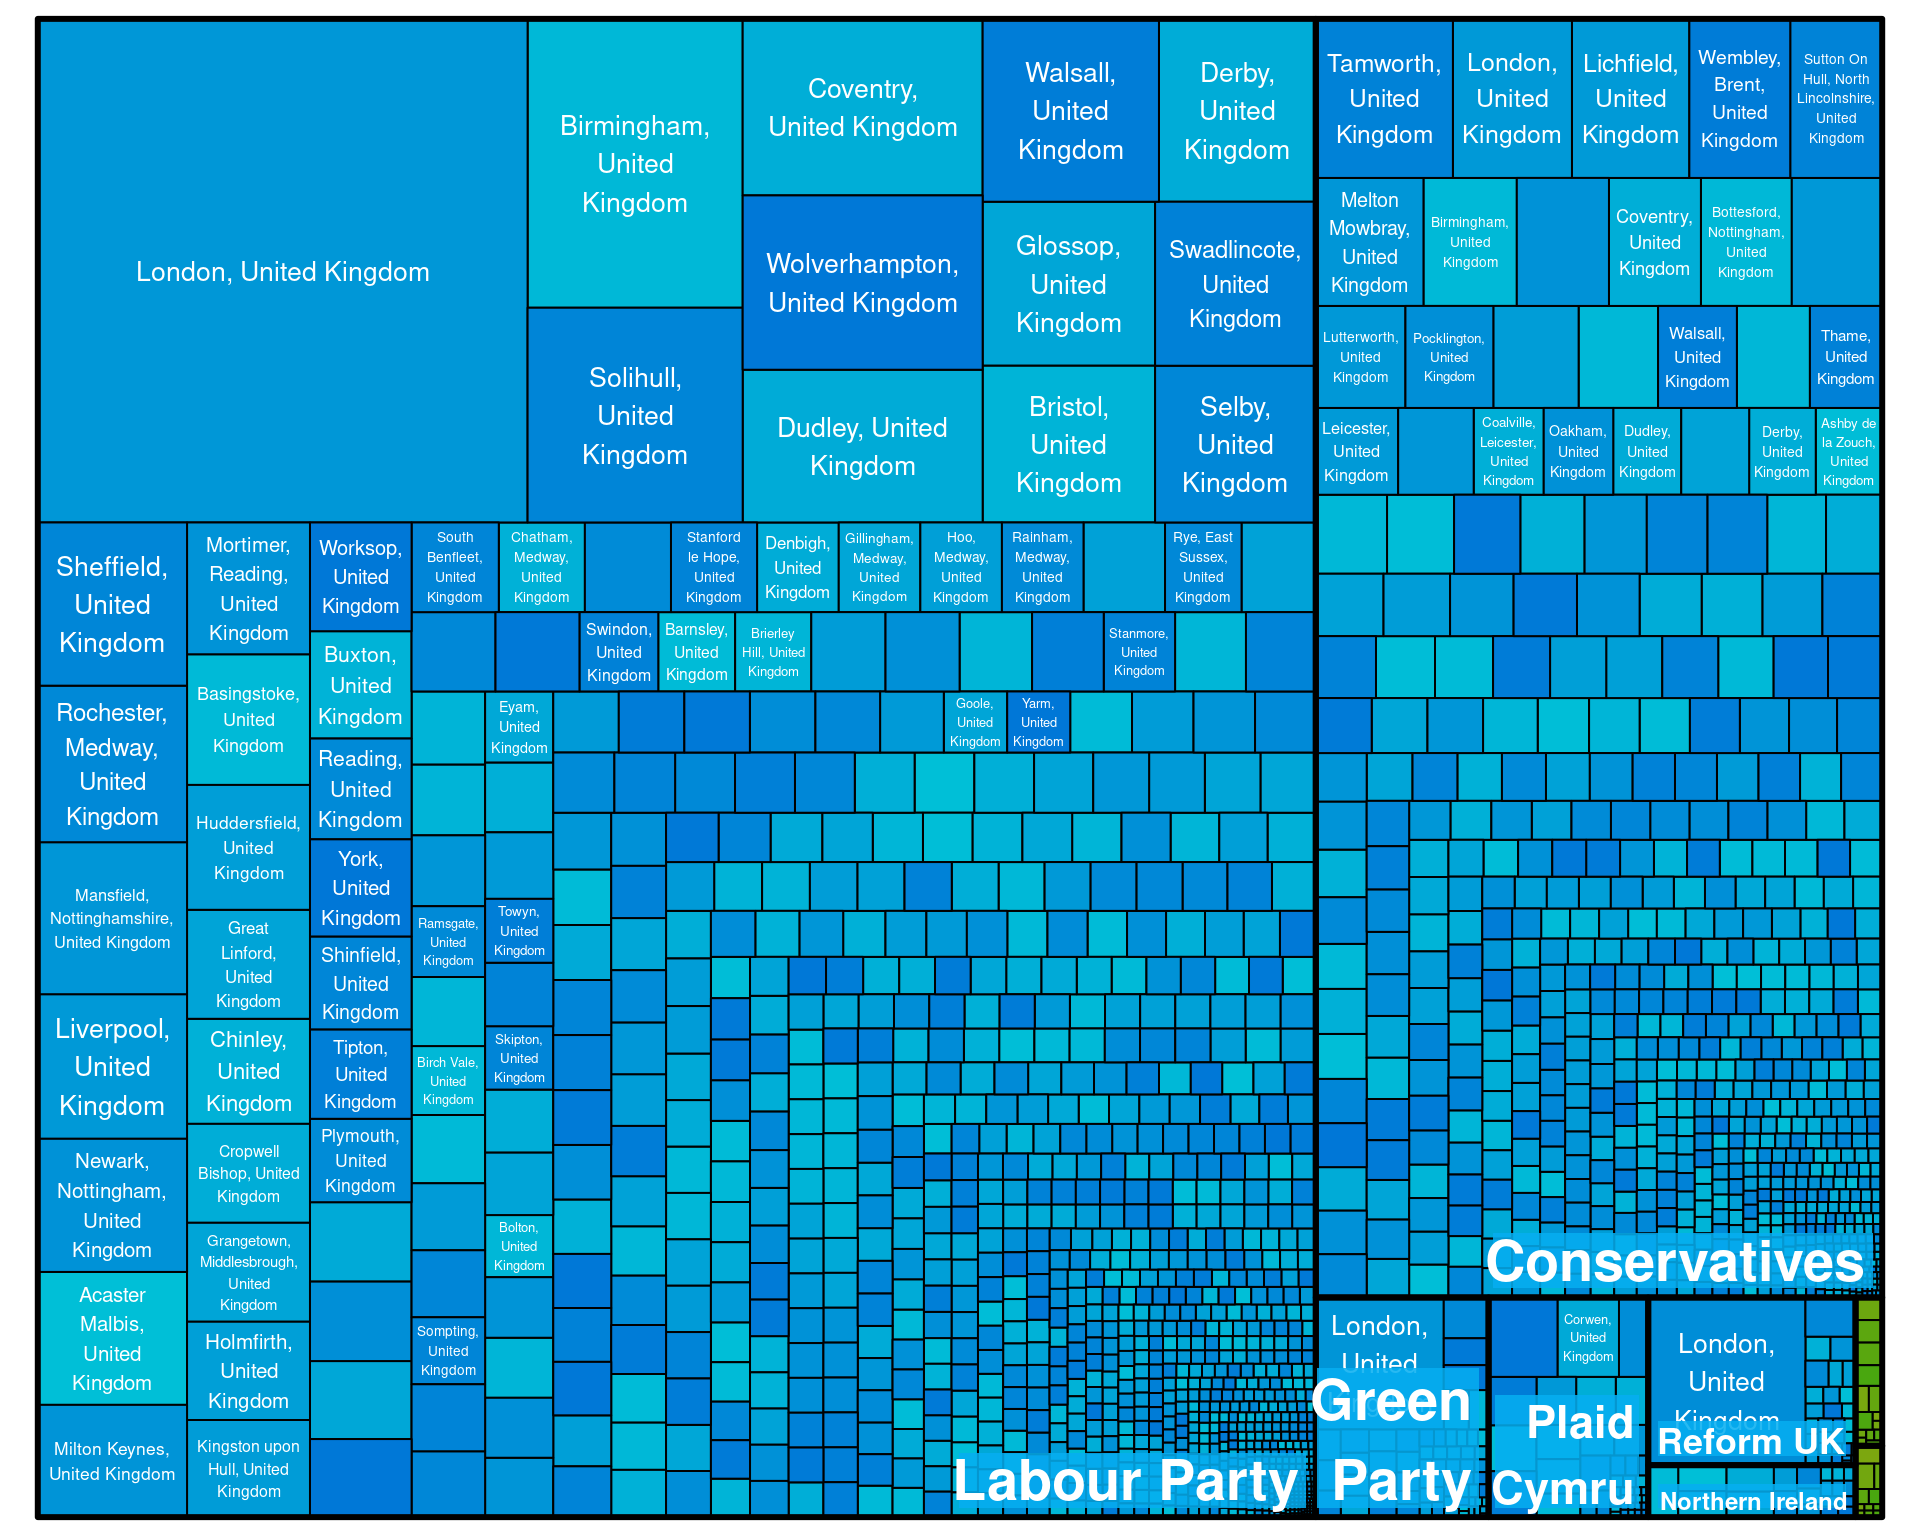 London, United Kingdom
Birmingham,
United
Kingdom
Solihull,
United
Kingdom
Coventry,
United Kingdom
Wolverhampton,
United Kingdom
Dudley, United
Kingdom
Walsall,
United
Kingdom
Derby,
United
Kingdom
Glossop,
United
Kingdom
Swadlincote,
United
Kingdom
Bristol,
United
Kingdom
Selby,
United
Kingdom
Sheffield,
United
Kingdom
Rochester,
Medway,
United
Kingdom
Mansfield,
Nottinghamshire,
United Kingdom
Liverpool,
United
Kingdom
Newark,
Nottingham,
United
Kingdom
Acaster
Malbis,
United
Kingdom
Milton Keynes,
United Kingdom
Mortimer,
Reading,
United
Kingdom
Basingstoke,
United
Kingdom
Huddersfield,
United
Kingdom
Great
Linford,
United
Kingdom
Chinley,
United
Kingdom
Cropwell
Bishop, United
Kingdom
Grangetown,
Middlesbrough,
United
Kingdom
Holmfirth,
United
Kingdom
Kingston upon
Hull, United
Kingdom
Worksop,
United
Kingdom
Buxton,
United
Kingdom
Reading,
United
Kingdom
York,
United
Kingdom
Shinfield,
United
Kingdom
Tipton,
United
Kingdom
Plymouth,
United
Kingdom
South
Benfleet,
United
Kingdom
Chatham,
Medway,
United
Kingdom
Stanford
le Hope,
United
Kingdom
Denbigh,
United
Kingdom
Gillingham,
Medway,
United
Kingdom
Hoo,
Medway,
United
Kingdom
Rainham,
Medway,
United
Kingdom
Rye, East
Sussex,
United
Kingdom
Swindon,
United
Kingdom
Barnsley,
United
Kingdom
Brierley
Hill, United
Kingdom
Stanmore,
United
Kingdom
Eyam,
United
Kingdom
Goole,
United
Kingdom
Yarm,
United
Kingdom
Ramsgate,
United
Kingdom
Towyn,
United
Kingdom
Skipton,
United
Kingdom
Birch Vale,
United
Kingdom
Bolton,
United
Kingdom
Sompting,
United
Kingdom
Labour Party
Tamworth,
United
Kingdom
London,
United
Kingdom
Lichfield,
United
Kingdom
Wembley,
Brent,
United
Kingdom
Sutton On
Hull, North
Lincolnshire,
United
Kingdom
Melton
Mowbray,
United
Kingdom
Birmingham,
United
Kingdom
Coventry,
United
Kingdom
Bottesford,
Nottingham,
United
Kingdom
Lutterworth,
United
Kingdom
Pocklington,
United
Kingdom
Walsall,
United
Kingdom
Thame,
United
Kingdom
Leicester,
United
Kingdom
Coalville,
Leicester,
United
Kingdom
Oakham,
United
Kingdom
Dudley,
United
Kingdom
Derby,
United
Kingdom
Ashby de
la Zouch,
United
Kingdom
Conservatives
London,
United
Kingdom
Green
Party
Corwen,
United
Kingdom
Plaid
Cymru
London,
United
Kingdom
Reform UK
Northern Ireland